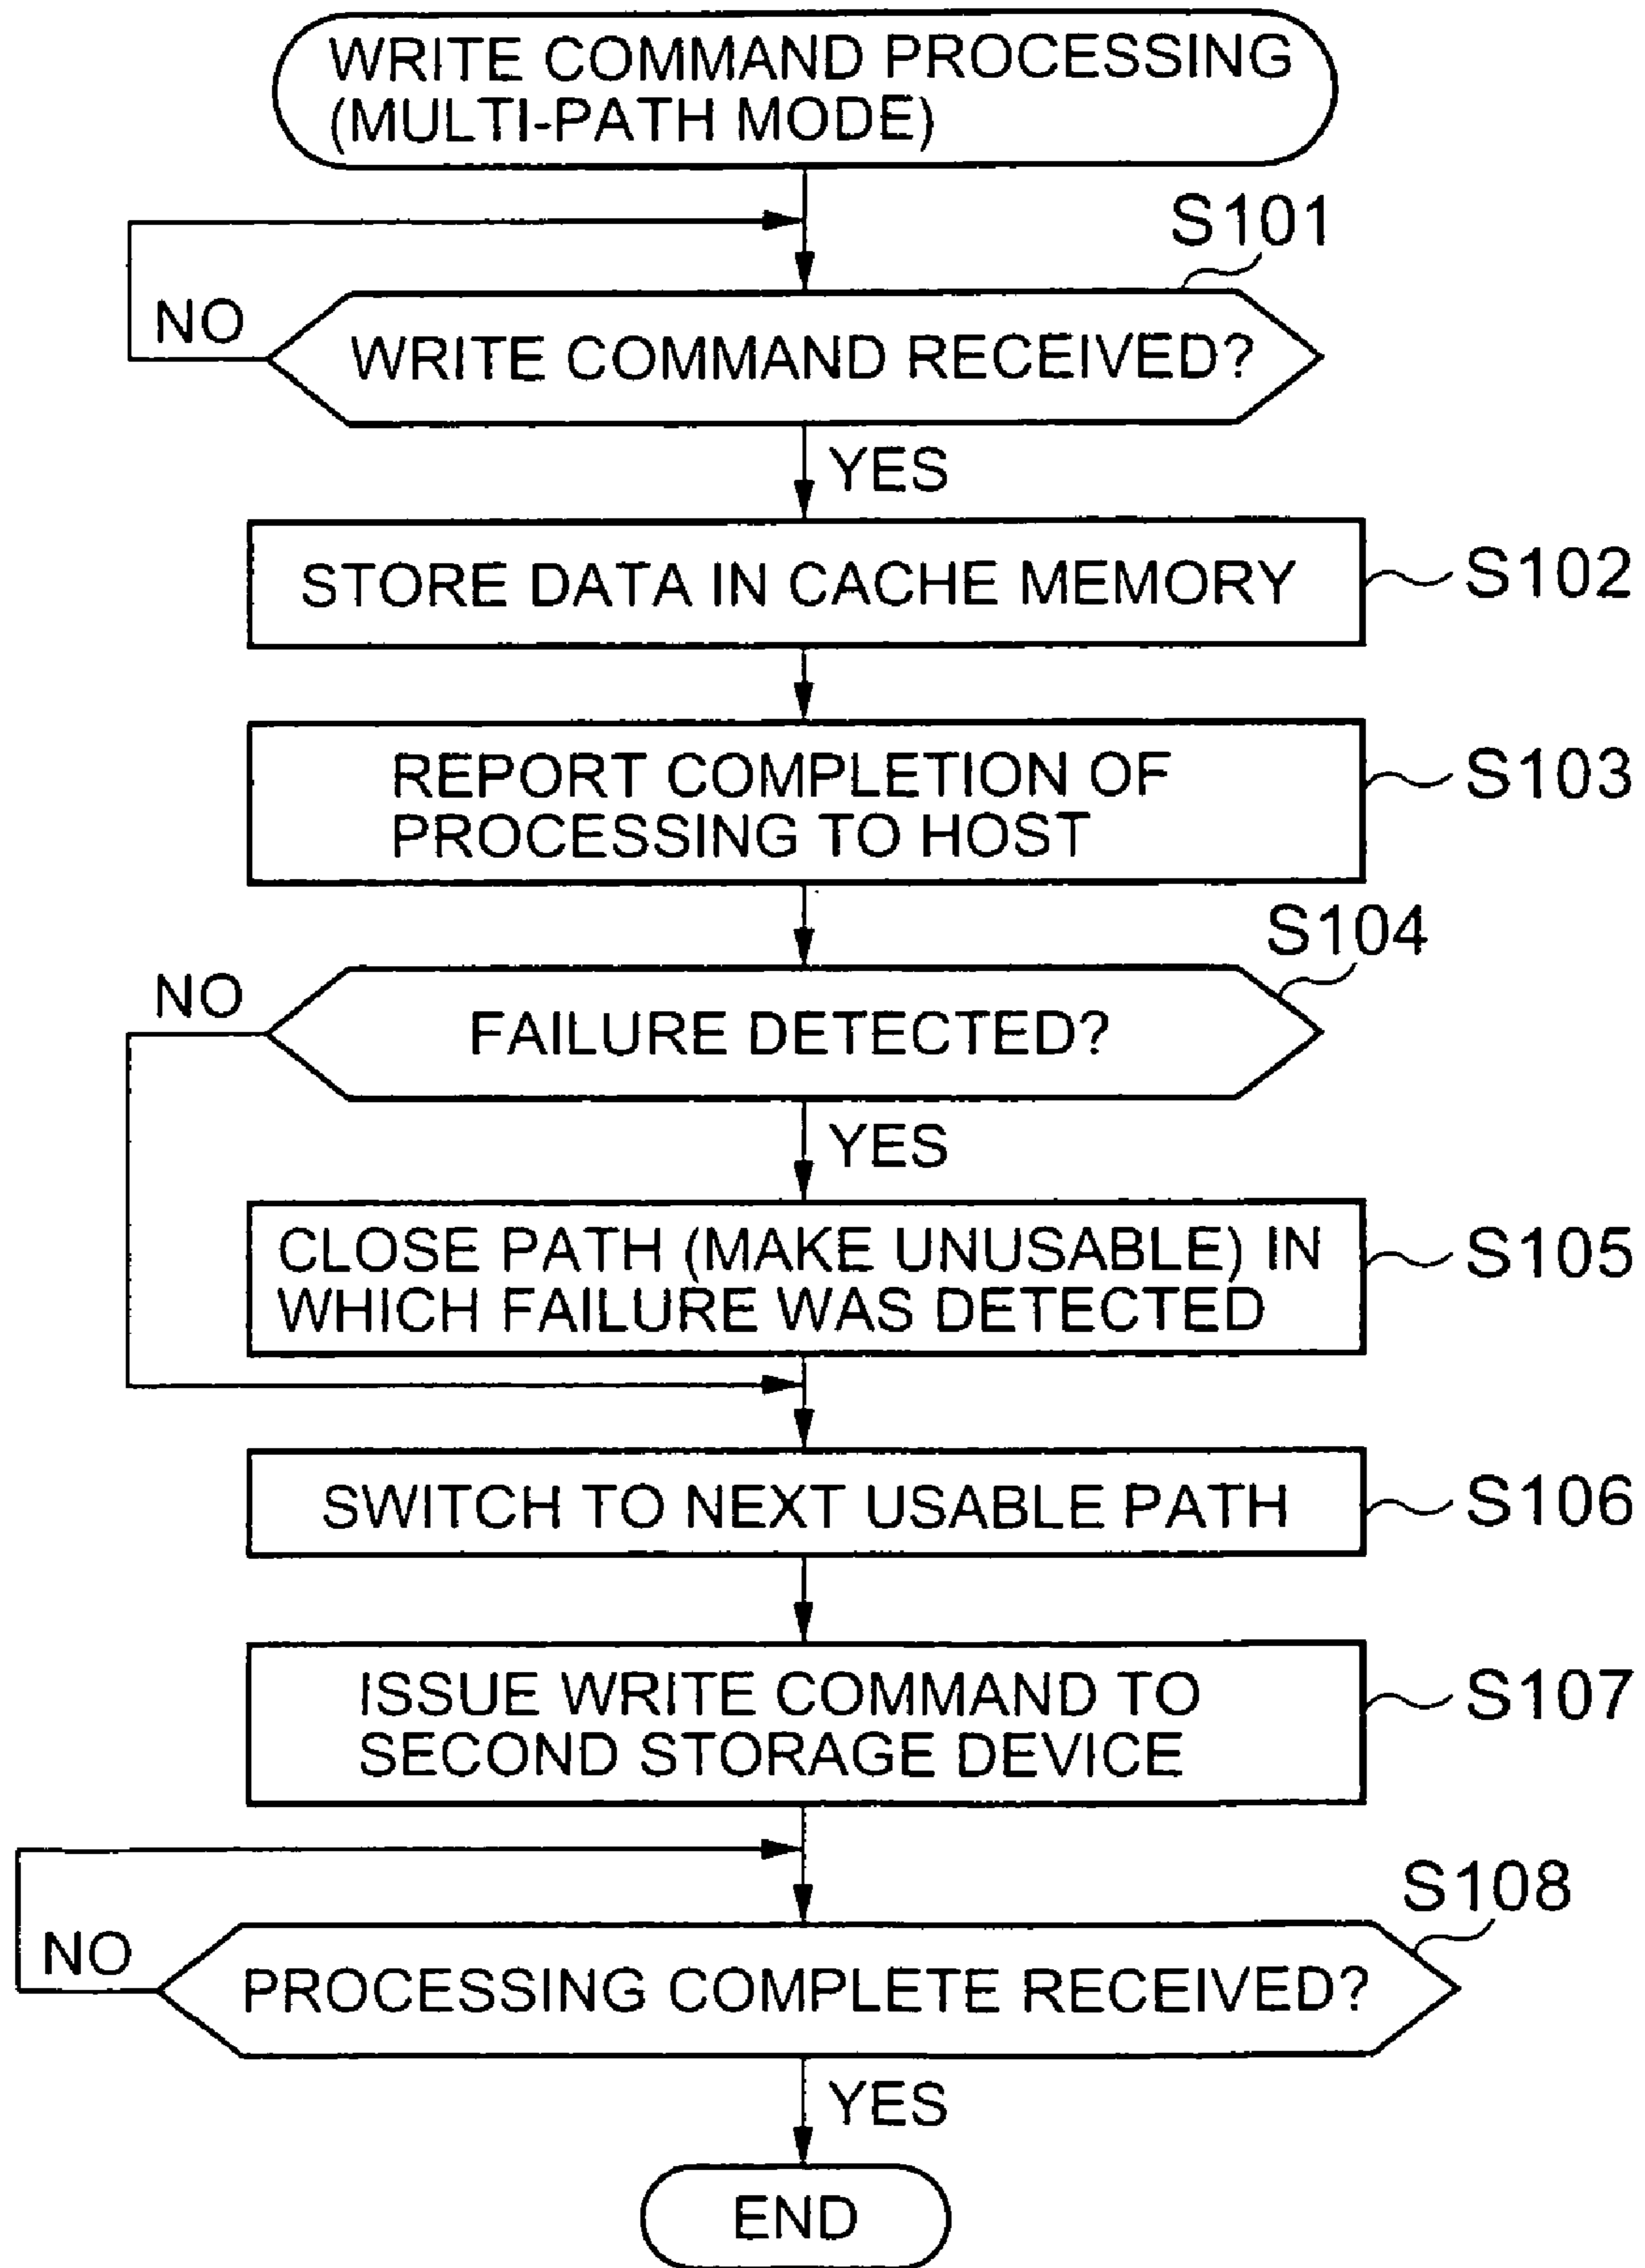 WRITE COMMAND PROCESSING
(MULTI-PATH MODE)
S101
NO
WRITE COMMAND RECEIVED?
YES
STORE DATA IN CACHE MEMORY
S102
REPORT COMPLETION OF
PROCESSING TO HOST
S103
S104
NO
FAILURE DETECTED?
YES
CLOSE PATH (MAKE UNUSABLE) IN
WHICH FAILURE WAS DETECTED
S105
SWITCH TO NEXT USABLE PATH
S106
ISSUE WRITE COMMAND TO
SECOND STORAGE DEVICE
S107
S108
NO
PROCESSING COMPLETE RECEIVED?
YES
END